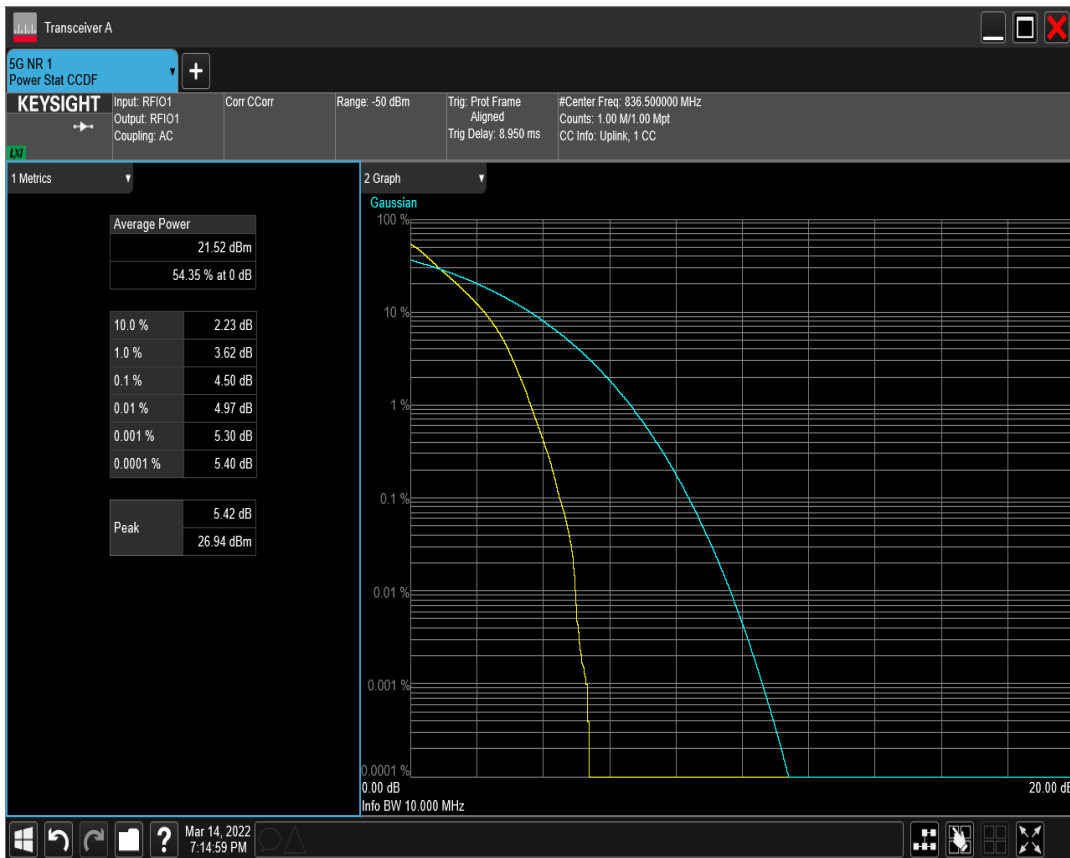 Transceiver A
5G NR 1
Power Stat CCDF
KEYSIGHT
LXI
Input: RFIO1
Output: RFIO1
Coupling: AC
Corr CCorr
Range: -50 dBm
Trig: Prot Frame
Aligned
Trig Delay: 8.950 ms
#Center Freq: 836.500000 MHz
Counts: 1.00 M/1.00 Mpt
CC Info: Uplink, 1 CC
1 Metrics
Average Power
21.52 dBm
54.35 % at 0 dB
10.0 % 2.23 dB
1.0 % 3.62 dB
0.1 % 4.50 dB
0.01 % 4.97 dB
0.001 % 5.30 dB
0.0001 % 5.40 dB
Peak
5.42 dB
26.94 dBm
2 Graph
Gaussian
100 %
10 %
1 %
0.1 %
0.01 %
0.001 %
0.0001 %
0.00 dB
20.00 dB
Info BW 10.000 MHz
Mar 14, 2022
7:14:59 PM